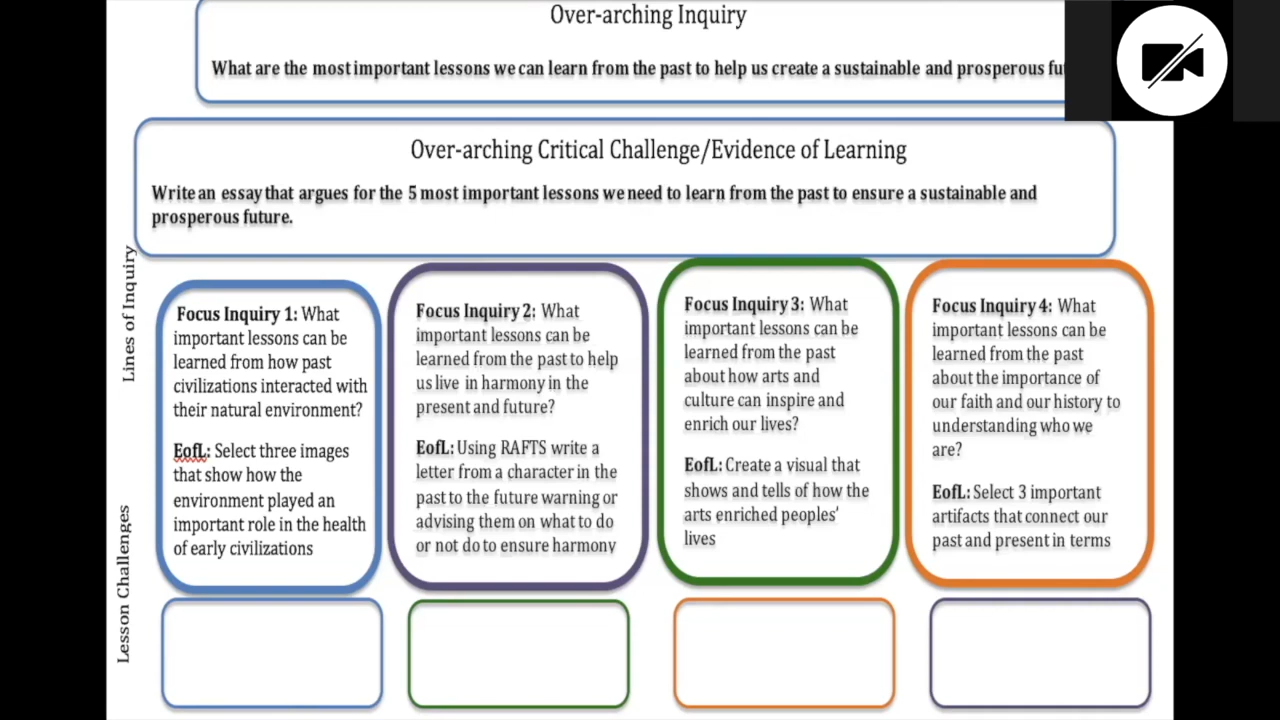 Over-arching Inquiry
What are the most important lessons we can learn from the past to help us create a sustainable and prosperous
Over-arching Critical Challenge/Evidence of Learning
Write an essay that argues for the 5 most important lessons we need to learn from the past to ensure a sustainable and
prosperous future.
Lines of Inquiry
Focus Inquiry 1: What
important lessons can be
learned from how past
civilizations interacted with
their natural environment?
EofL: Select three images
that show how the
environment played an
important role in the health
of early civilizations
Focus Inquiry 2: What
important lessons can be
learned from the past to help
us live in harmony in the
present and future?
EofL: Using RAFTS write a
letter from a character in the
past to the future warning or
advising them on what to do
or not do to ensure harmony
Focus Inquiry 3: What
important lessons can be
learned from the past
about how arts and
culture can inspire and
enrich our lives?
EofL: Create a visual that
shows and tells of how the
arts enriched peoples'
lives
Focus Inquiry 4: What
important lessons can be
learned from the past
about the importance of
our faith and our history to
understanding who we
are?
EofL: Select 3 important
artifacts that connect our
past and present in terms
Lesson Challenges